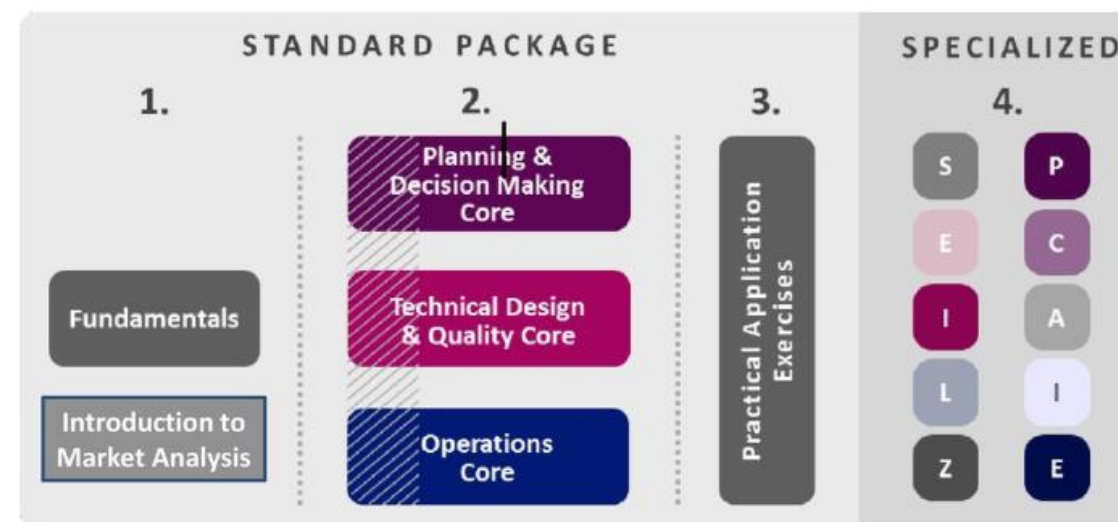 STANDARD PACKAGE
SPECIALIZED
1.
2.
3.
4.
Fundamentals
Introduction to
Market Analysis
Planning &
Decision Making
Core
Technical Design
& Quality Core
Operations
Core
Practical Application
Exercises
S P
E C
I A
L I
Z E